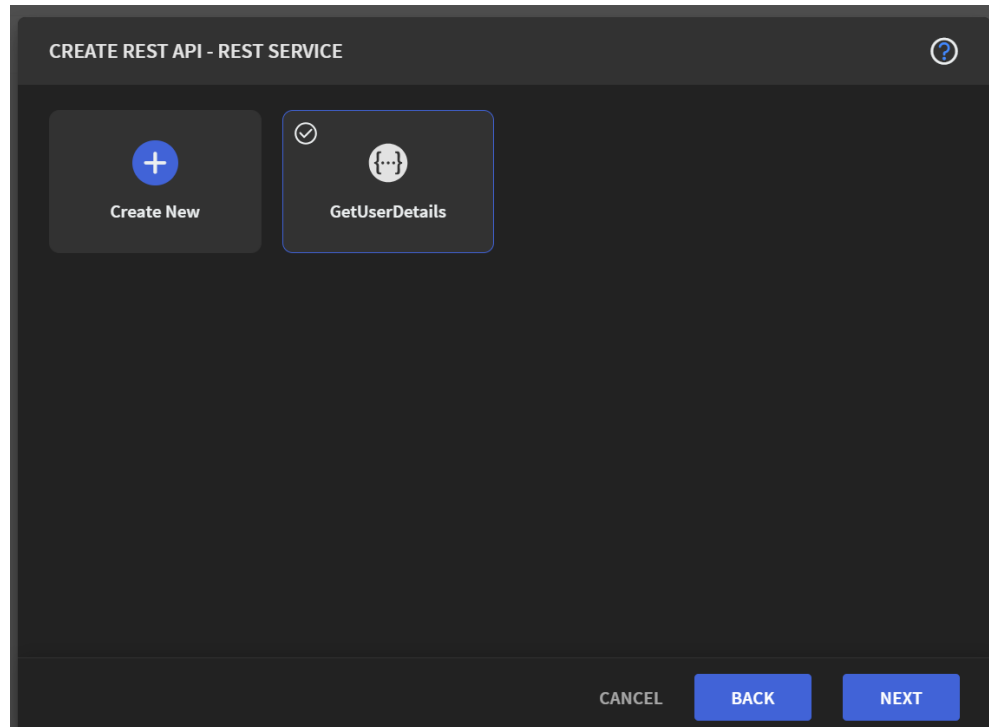 CREATE REST API - REST SERVICE
Create New
GetUserDetails
CANCEL
BACK
NEXT